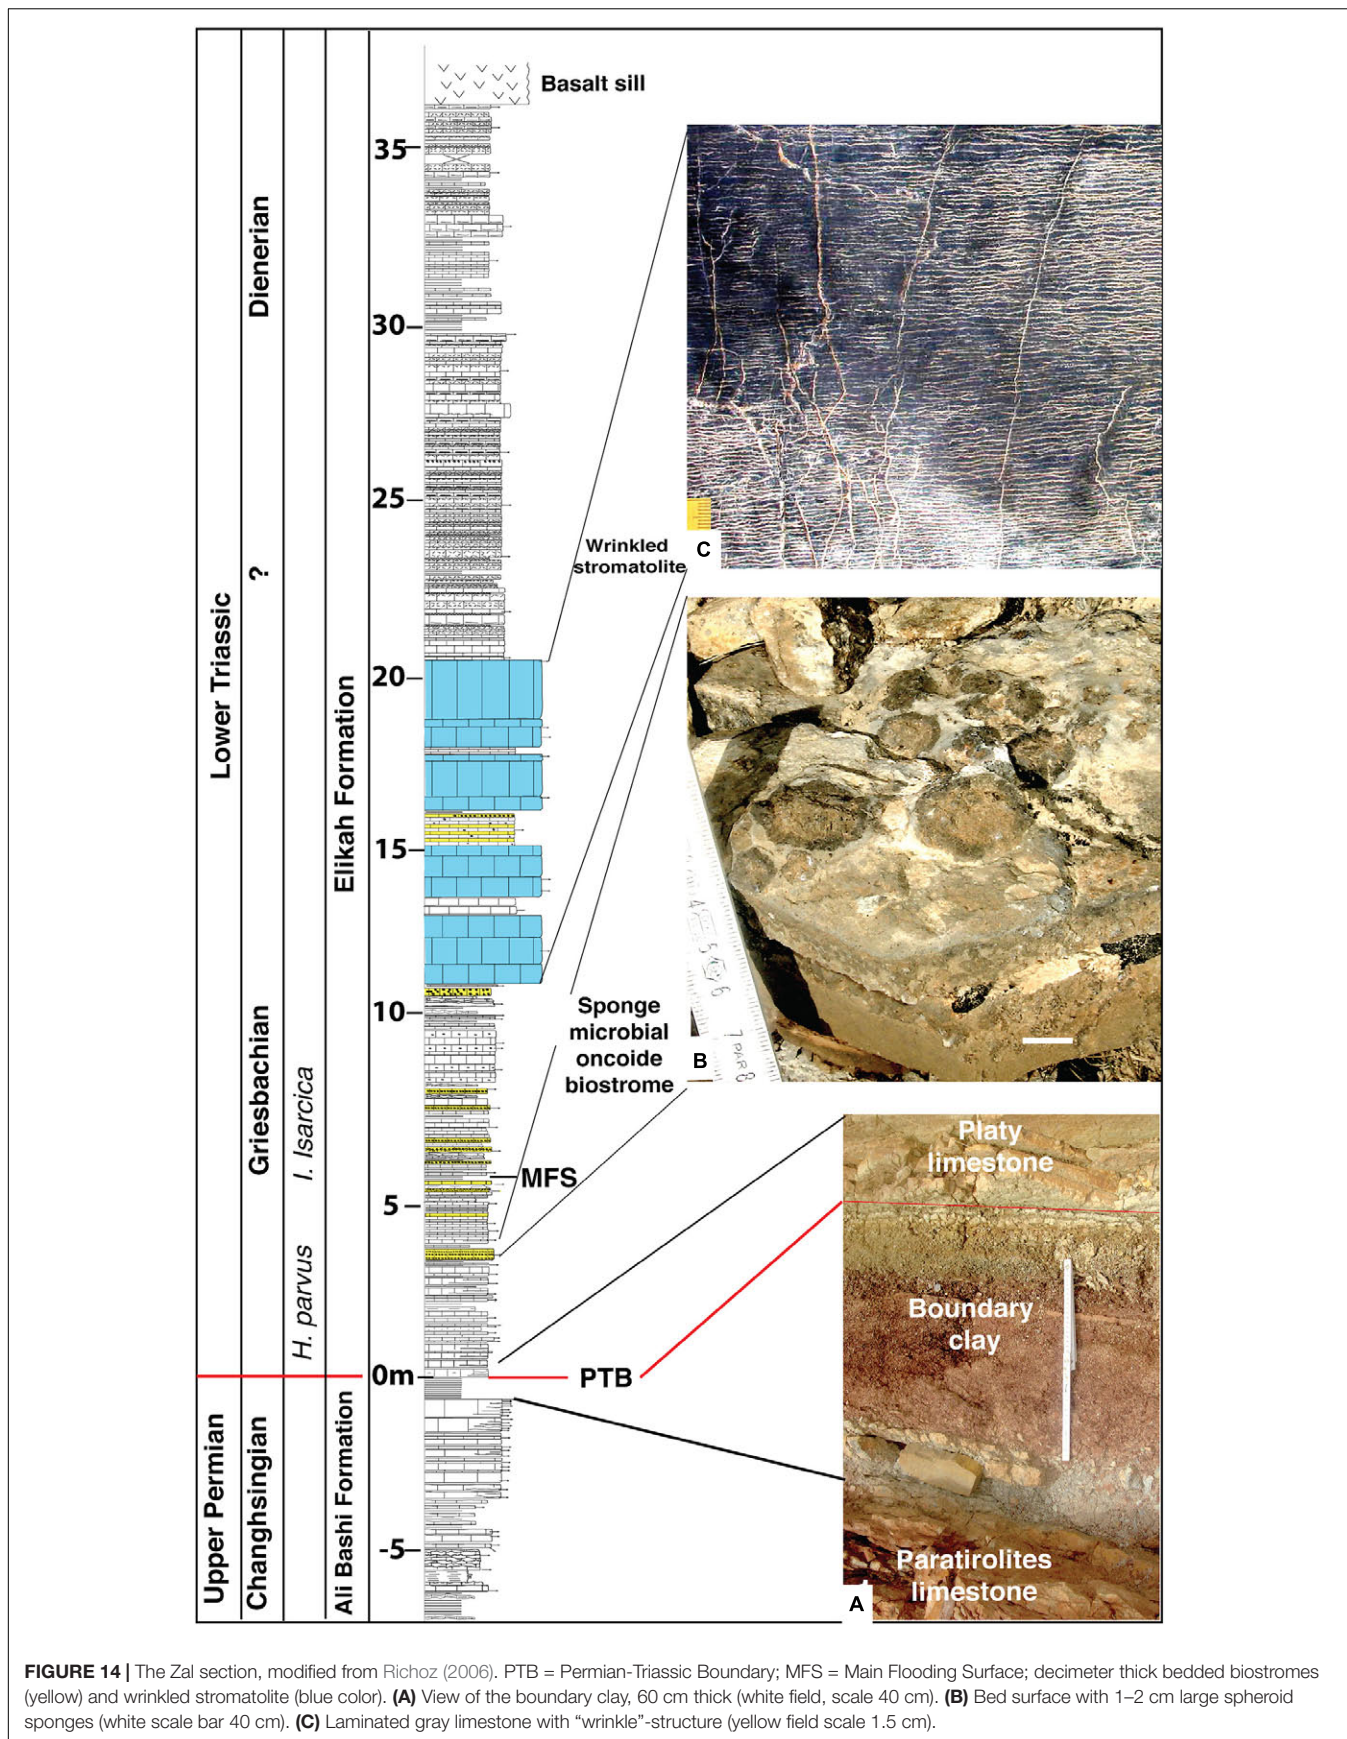 Basalt sill
35
30
25
20
15
10
5
0m
-5
Lower Triassic
Upper Permian
Dienerian
?
Griesbachian
Changhsingian
I. Isarcica
H. parvus
Elikah Formation
Ali Bashi Formation
Wrinkled
stromatolite
Sponge
microbial
oncoide
biostrome
MFS
PTB
C
B
A
Platy
limestone
Boundary
clay
Paratirolites
limestone
FIGURE 14 | The Zal section, modified from Richoz (2006). PTB = Permian-Triassic Boundary; MFS = Main Flooding Surface; decimeter thick bedded biostromes
(yellow) and wrinkled stromatolite (blue color). (A) View of the boundary clay, 60 cm thick (white field, scale 40 cm). (B) Bed surface with 1–2 cm large spheroid
sponges (white scale bar 40 cm). (C) Laminated gray limestone with “wrinkle”-structure (yellow field scale 1.5 cm).